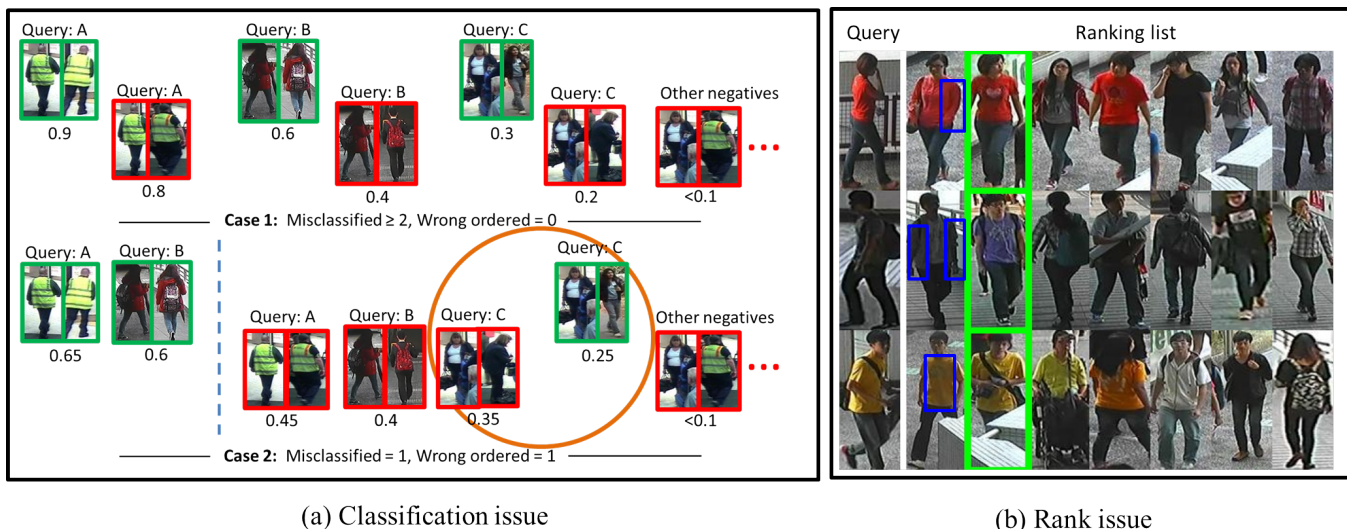 Query: A
Query: B
Query: C
Query: A
Query: B
Query: C
Other negatives
0.9
0.6
0.3
0.8
0.4
0.2
<0.1
Case 1: Misclassified ≥ 2, Wrong ordered = 0
Query: A
Query: B
Query: C
Query: A
Query: B
Query: C
Other negatives
0.65
0.6
0.25
0.45
0.4
0.35
<0.1
Case 2: Misclassified = 1, Wrong ordered = 1
(a) Classification issue
Query
Ranking list
(b) Rank issue